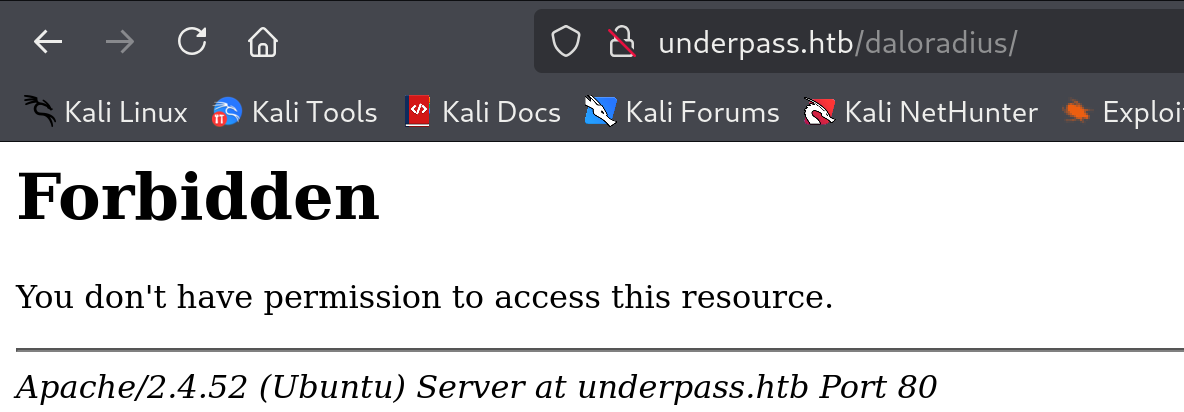 underpass.htb/daloradius/
Kali Linux Kali Tools Kali Docs Kali Forums Kali NetHunter Exploi
Forbidden
You don't have permission to access this resource.
Apache/2.4.52 (Ubuntu) Server at underpass.htb Port 80